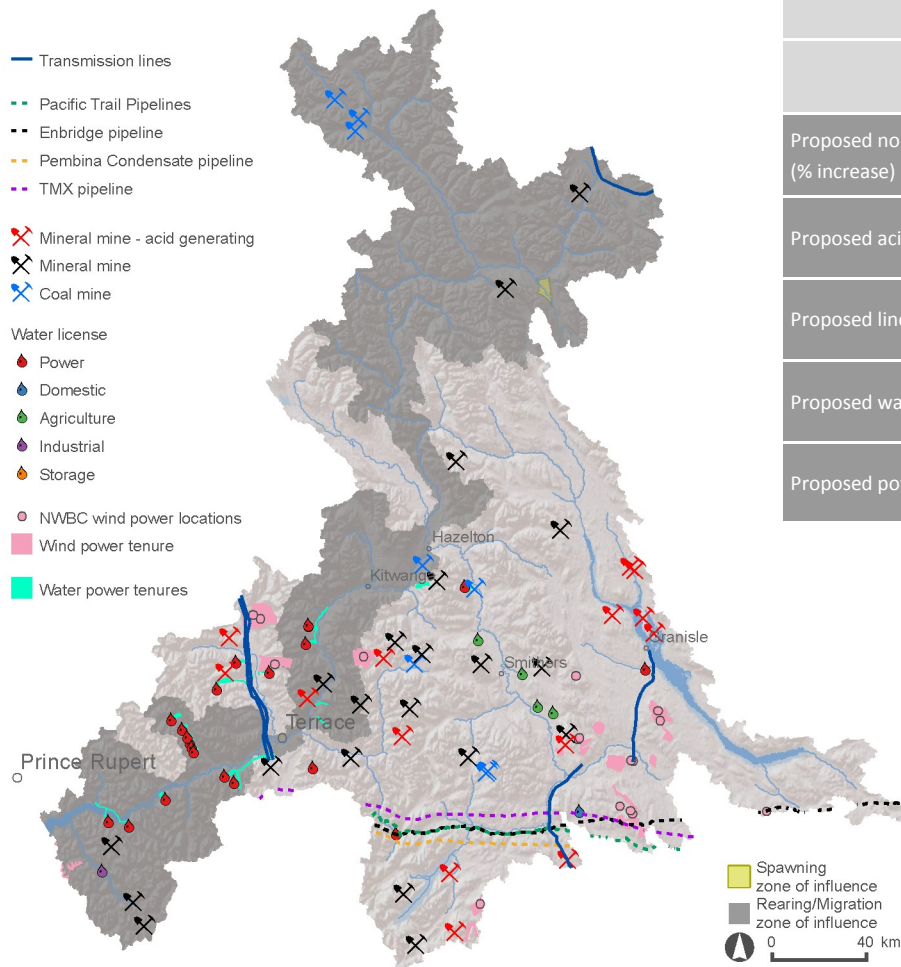 Transmission lines
Pacific Trail Pipelines
Enbridge pipeline
Pembina Condensate pipeline
TMX pipeline
Mineral mine - acid generating
Mineral mine
Coal mine
Water license
Power
Domestic
Agriculture
Industrial
Storage
NWBC wind power locations
Wind power tenure
Water power tenures
Proposed no
(% increase)
Proposed aci
Proposed line
Proposed wa
Proposed po
Hazelton
Kitwang
Granisle
Smithers
Terrace
Prince Rupert
Spawning
zone of influence
Rearing/Migration
zone of influence
0 40 km